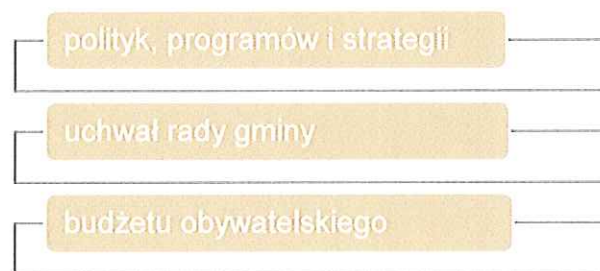 polityk, programów i strategii
uchwał rady gminy
budżetu obywatelskiego